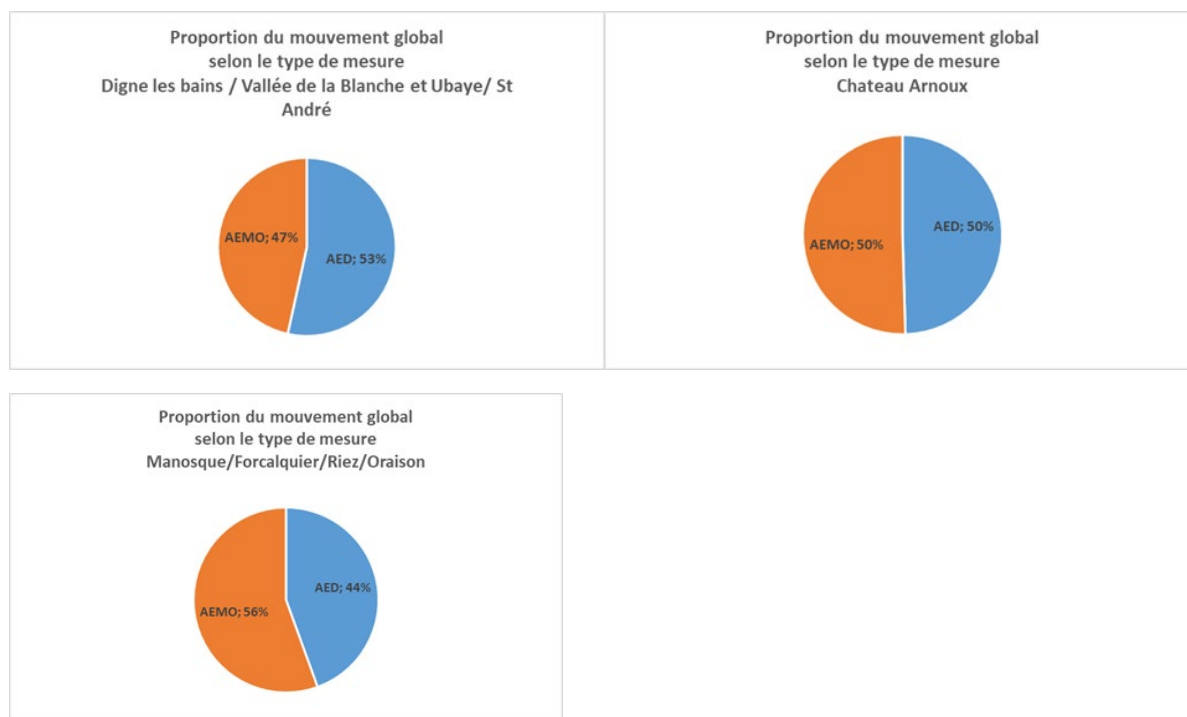 Proportion du mouvement global
selon le type de mesure
Digne les bains / Vallée de la Blanche et Ubaye/ St
André
AEMO; 47%
AED; 53%
Proportion du mouvement global
selon le type de mesure
Chateau Arnoux
AEMO; 50%
AED; 50%
Proportion du mouvement global
selon le type de mesure
Manosque/Forcalquier/Riez/Oraison
AEMO; 56%
AED; 44%